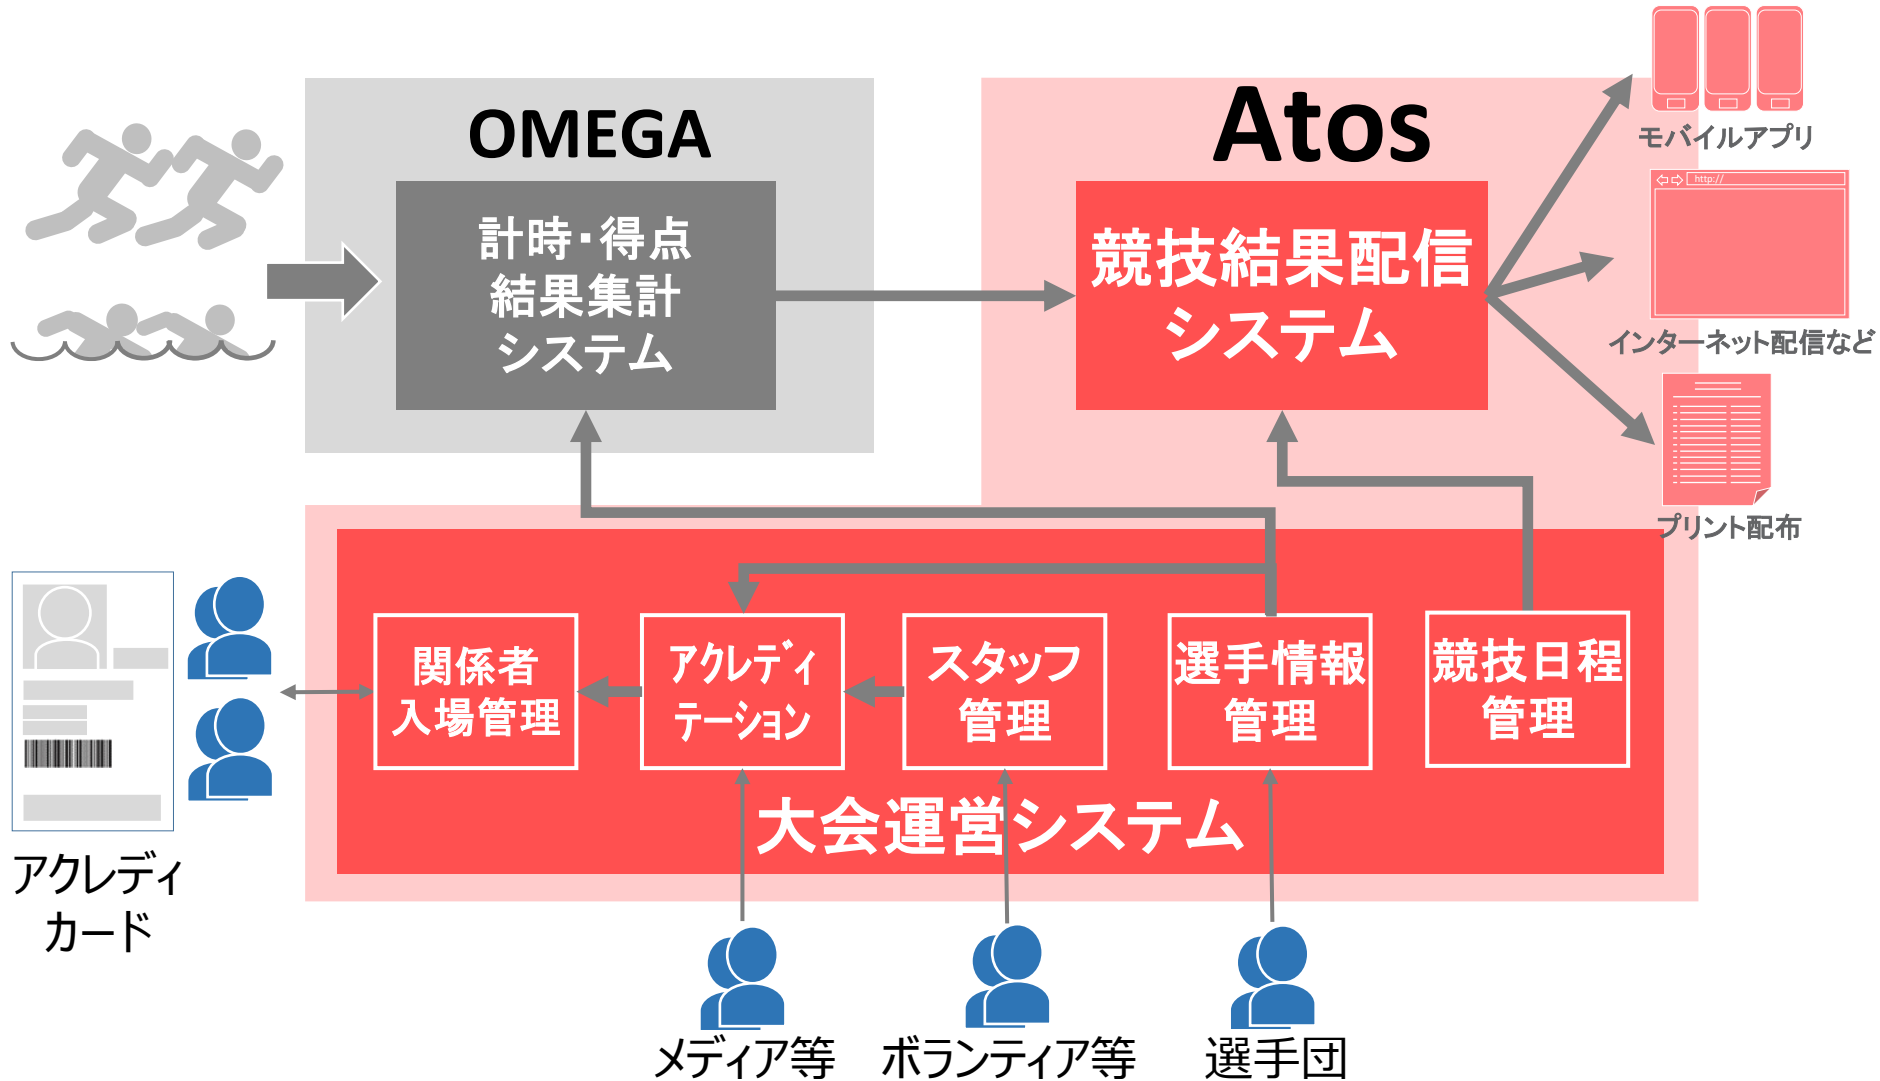 OMEGA
計時・得点
結果集計
システム
Atos
競技結果配信
システム
モバイルアプリ
http://
インターネット配信など
プリント配布
関係者
入場管理
アクレディ
テーション
スタッフ
管理
選手情報
管理
競技日程
管理
大会運営システム
アクレディ
カード
メディア等
ボランティア等
選手団